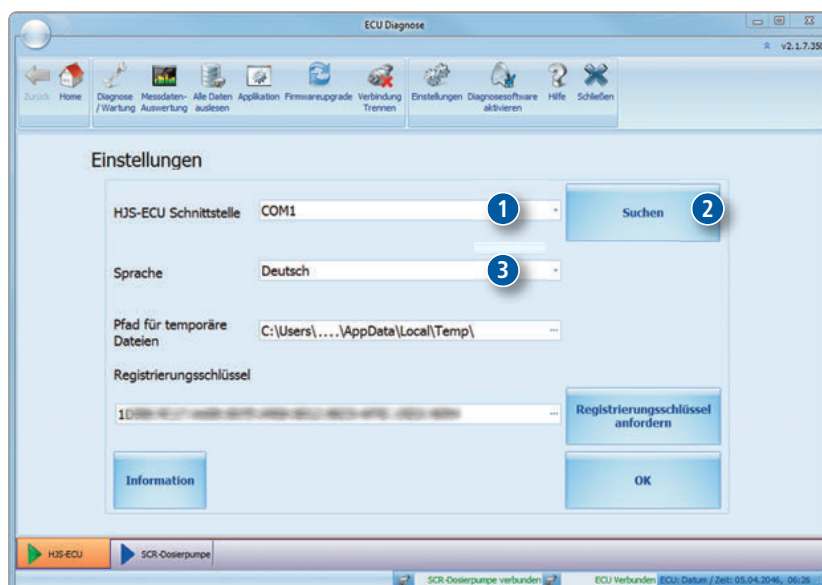 ECU Diagnose
v2.1.7.350
Zurück
Home
Diagnose / Wartung
Messdaten-Auswertung
Alle Daten auslesen
Applikation
Firmwareupgrade
Verbindung Trennen
Einstellungen
Diagnosesoftware aktivieren
Hilfe
Schließen
Einstellungen
HJS-ECU Schnittstelle
COM1
1
Suchen
2
Sprache
Deutsch
3
Pfad für temporäre
Dateien
C:\Users\....\AppData\Local\Temp\
Registrierungsschlüssel
Registrierungsschlüssel
anfordern
Information
OK
HJS-ECU
SCR-Dosierpumpe
SCR-Dosierpumpe verbunden
ECU Verbunden
ECU: Datum / Zeit: 05.04.2046, 06:26